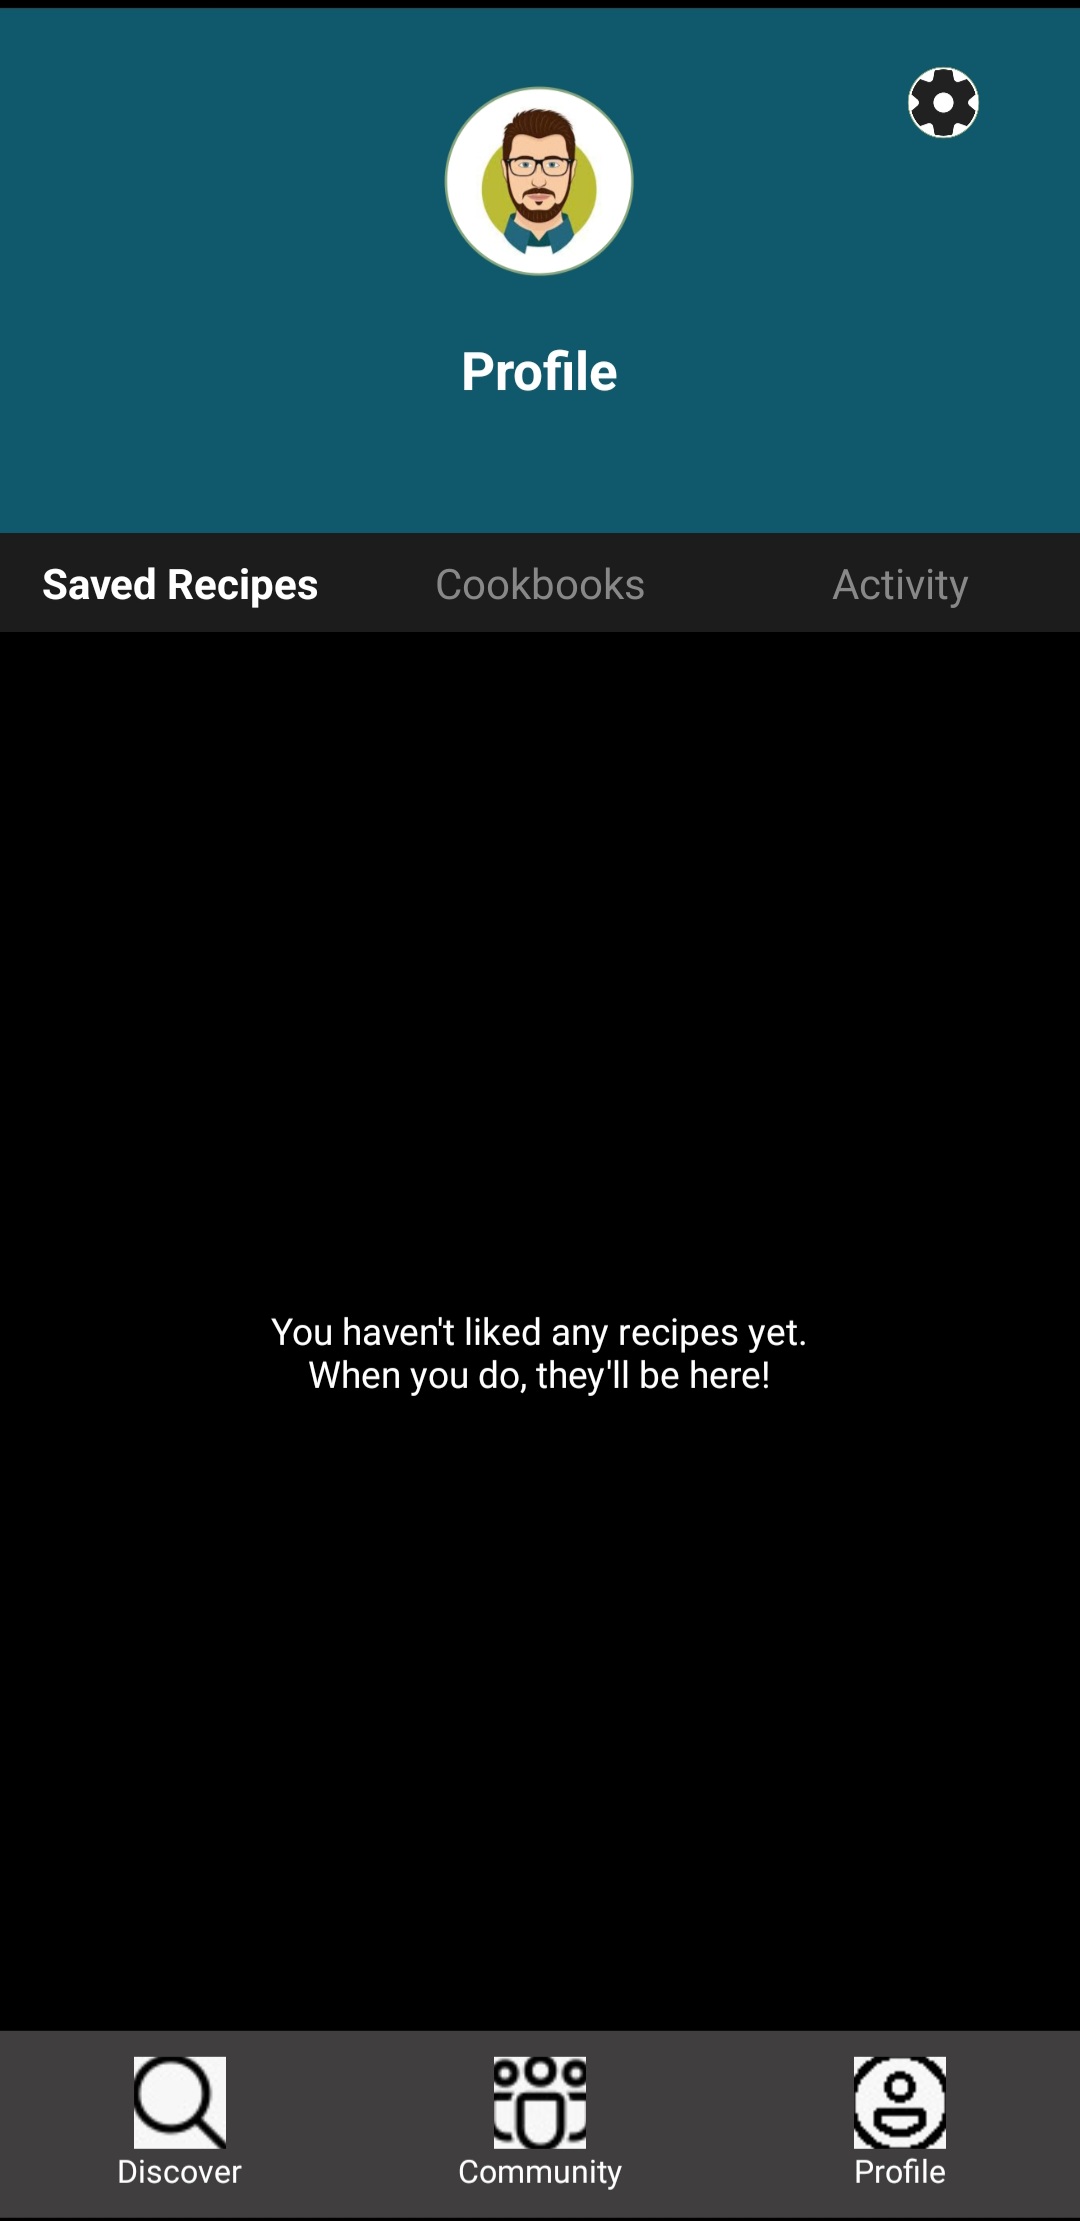 Profile
Saved Recipes Cookbooks Activity
You haven't liked any recipes yet.
When you do, they'll be here!
Discover Community Profile